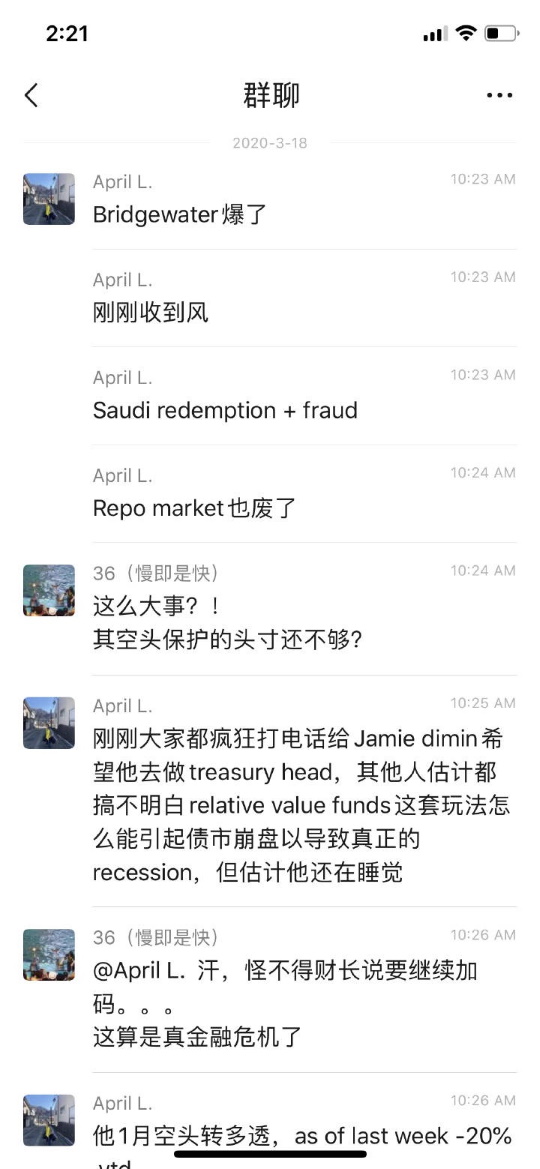 2:21
群聊
2020-3-18
April L.
10:23 AM
Bridgewater爆了
April L.
10:23 AM
刚刚收到风
April L.
10:23 AM
Saudi redemption + fraud
April L.
10:24 AM
Repo market也废了
36（慢即是快）
10:24 AM
这么大事？！
其空头保护的头寸还不够？
April L.
10:25 AM
刚刚大家都疯狂打电话给Jamie dimin希
望他去做treasury head，其他人估计都
搞不明白relative value funds这套玩法怎
么能引起债市崩盘以导致真正的
recession，但估计他还在睡觉
36（慢即是快）
10:26 AM
@April L. 汗，怪不得财长说要继续加
码。。。
这算是真金融危机了
April L.
10:26 AM
他1月空头转多透，as of last week -20%
ytd